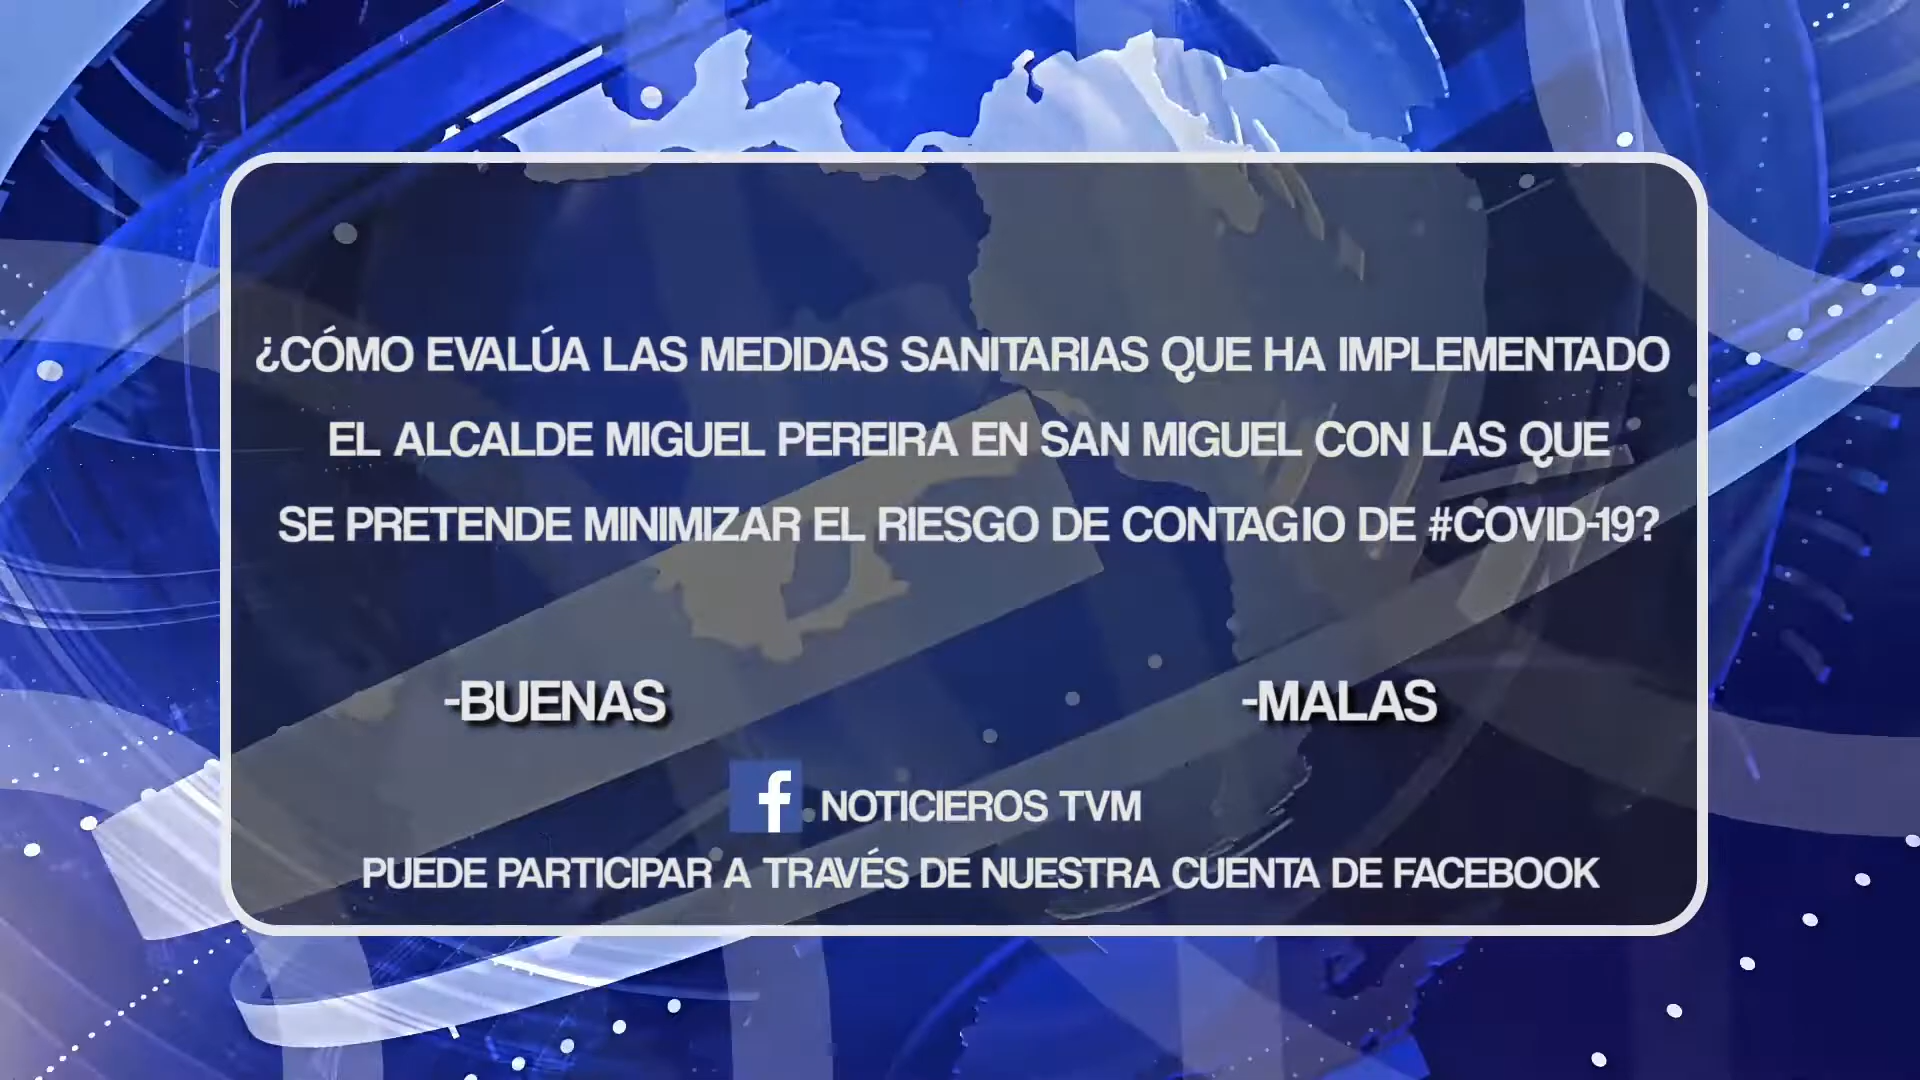 ¿CÓMO EVALÚA LAS MEDIDAS SANITARIAS QUE HA IMPLEMENTADO
EL ALCALDE MIGUEL PEREIRA EN SAN MIGUEL CON LAS QUE
SE PRETENDE MINIMIZAR EL RIESGO DE CONTAGIO DE #COVID-19?
-BUENAS
-MALAS
f NOTICIEROS TVM
PUEDE PARTICIPAR A TRAVÉS DE NUESTRA CUENTA DE FACEBOOK